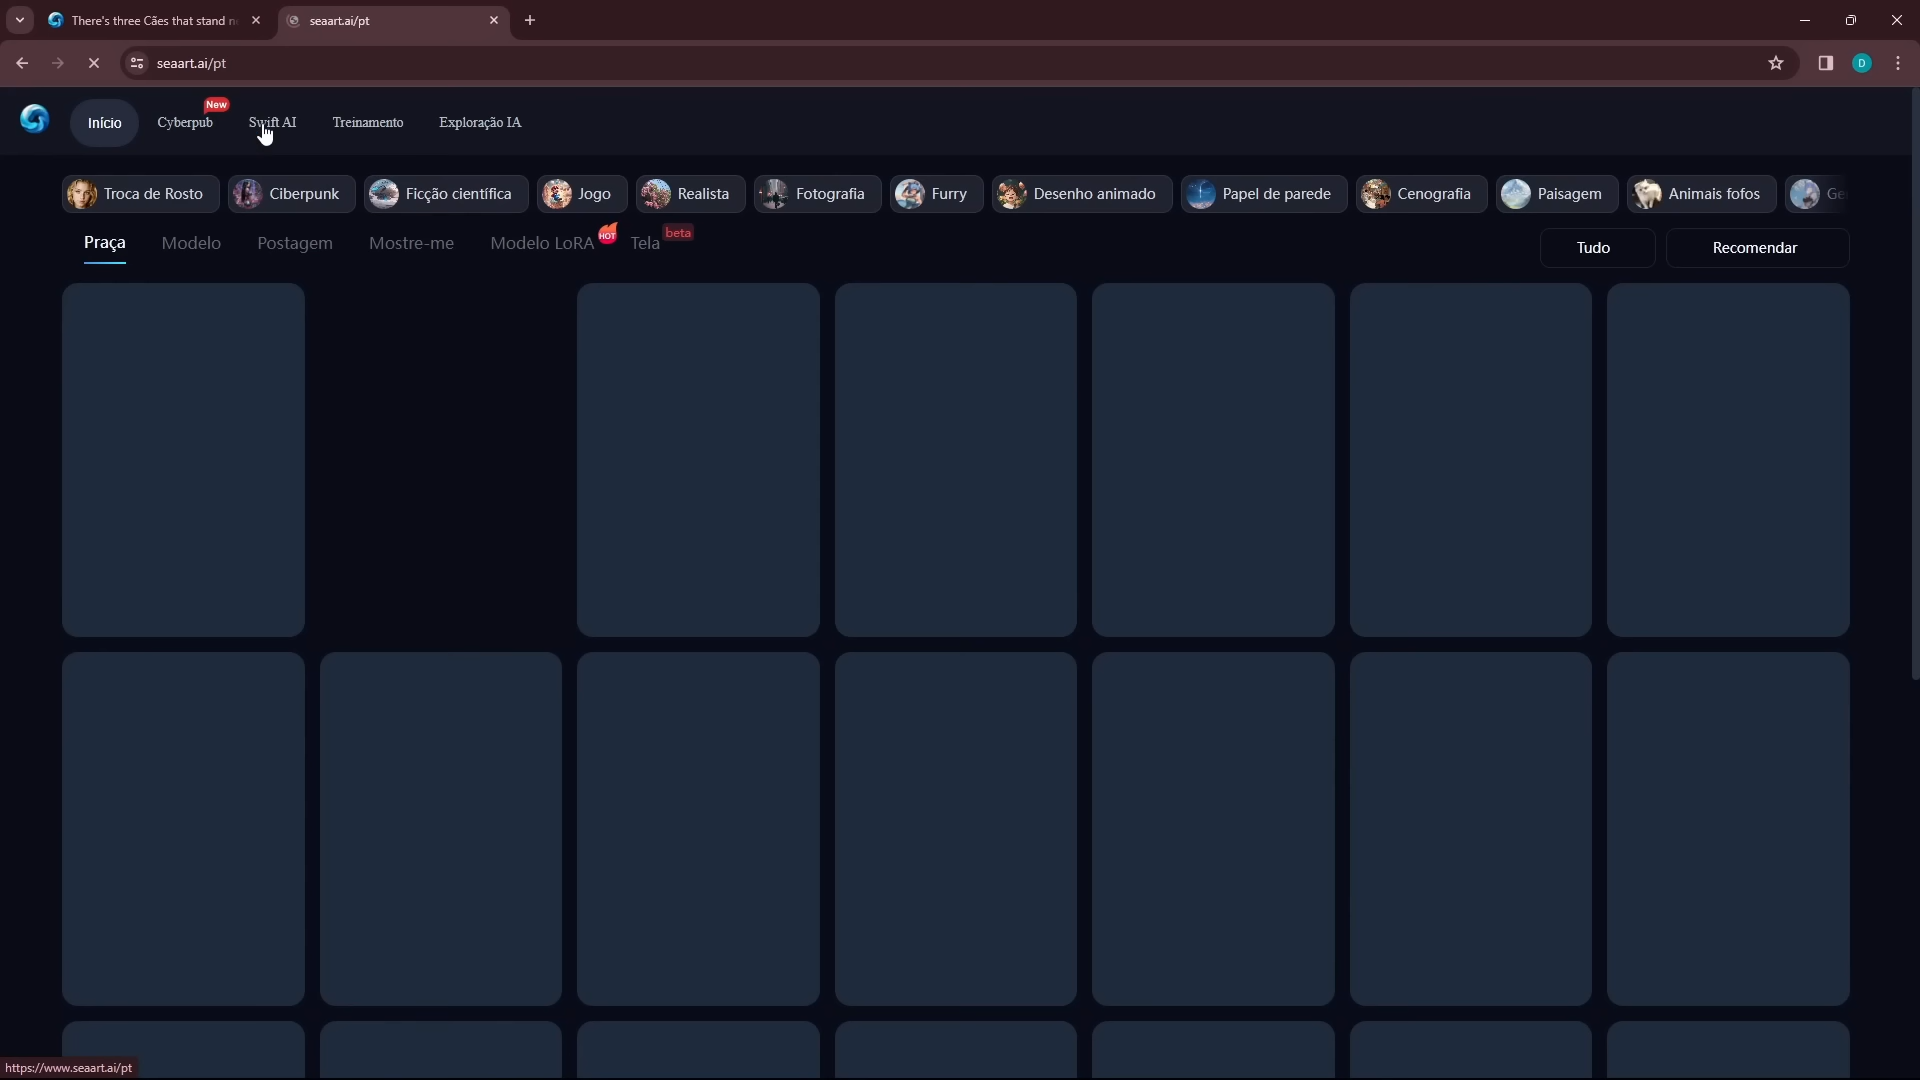 There's three Cães that stand
seaart.ai/pt
seaart.ai/pt
D
Início
Cyberpub
New
Swift AI
Treinamento
Exploração IA
Troca de Rosto
Ciberpunk
Ficção científica
Jogo
Realista
Fotografia
Furry
Desenho animado
Papel de parede
Cenografia
Paisagem
Animais fofos
Praça
Modelo
Postagem
Mostre-me
Modelo LoRA
HOT
Tela
beta
Tudo
Recomendar
https://www.seaart.ai/pt